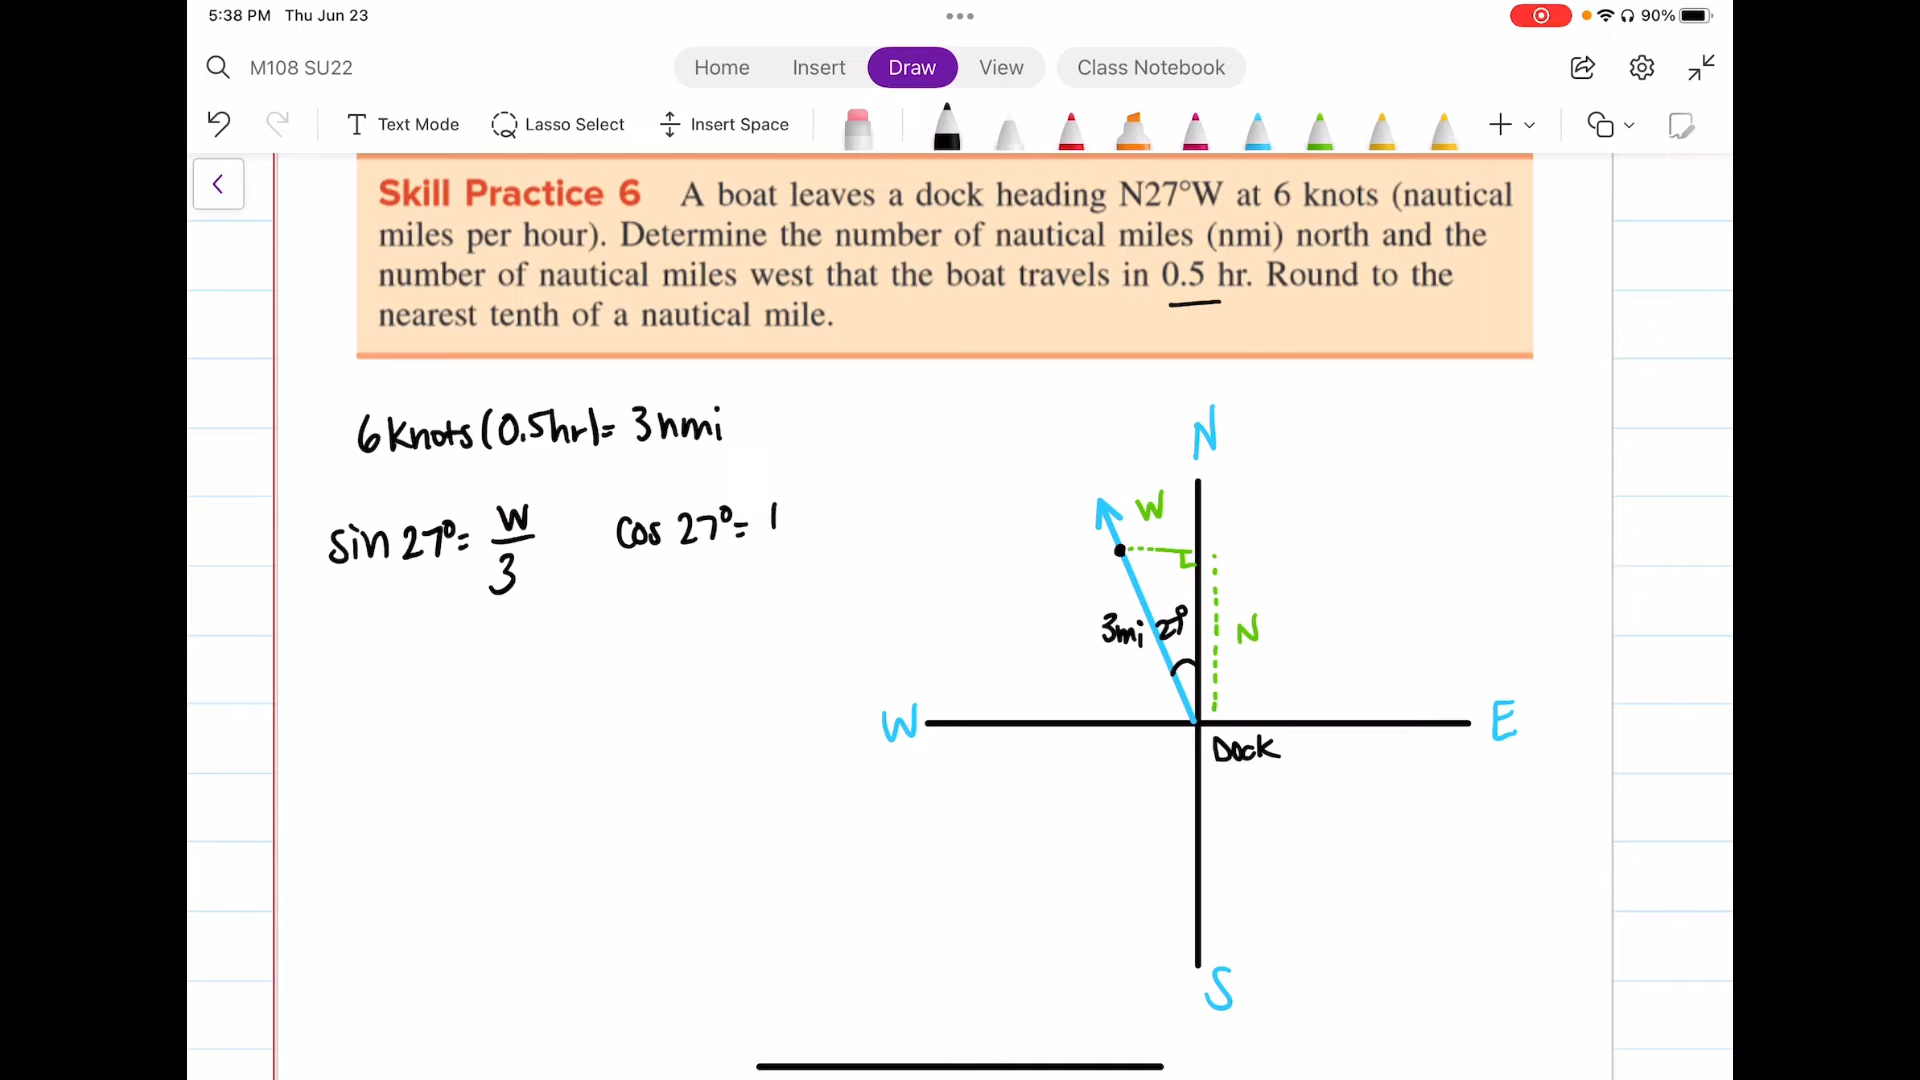 5:38 PM Thu Jun 23
90%
M108 SU22
Home Insert Draw View Class Notebook
Text Mode Lasso Select Insert Space
Skill Practice 6 A boat leaves a dock heading N27°W at 6 knots (nautical
miles per hour). Determine the number of nautical miles (nmi) north and the
number of nautical miles west that the boat travels in 0.5 hr. Round to the
nearest tenth of a nautical mile.
6 knots (0.5hr)= 3nmi
sin 27°= W/3 cos 27°=
N
W
3mi 27°
N
W
E
Dock
S